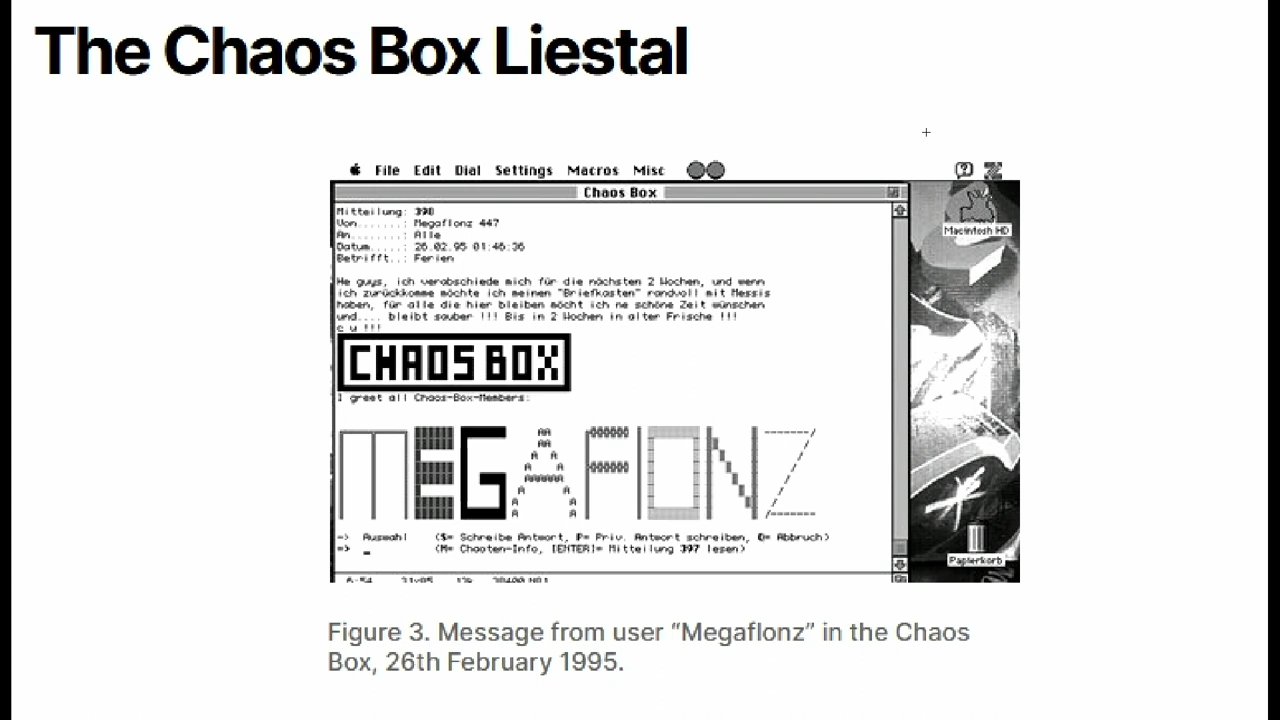 The Chaos Box Liestal
File Edit Dial Settings Macros Misc
Chaos Box
Macintosh HD
Mitteilung: 398
Von.......: Megaflonz 447
An........: Alle
Datum.....: 26.02.95 01:46:36
Betrifft..: Ferien
He guys, ich verabschiede mich für die nächsten 2 Wochen, und wenn
ich zurückkomme möchte ich meinen "Briefkasten" randvoll mit Messis
haben, für alle die hier bleiben möcht ich ne schöne Zeit wünschen
und.... bleibt sauber !!! Bis in 2 Wochen in alter Frische !!!
c u !!!
CHAOS BOX
I greet all Chaos-Box-Members:
MEGAFlONZ
=> Auswahl (S= Schreibe Antwort, P= Priv. Antwort schreiben, Q= Abbruch)
=> _ (M= Chaoten-Info, [ENTER]= Mitteilung 397 lesen)
Papierkorb
Figure 3. Message from user “Megaflonz” in the Chaos
Box, 26th February 1995.